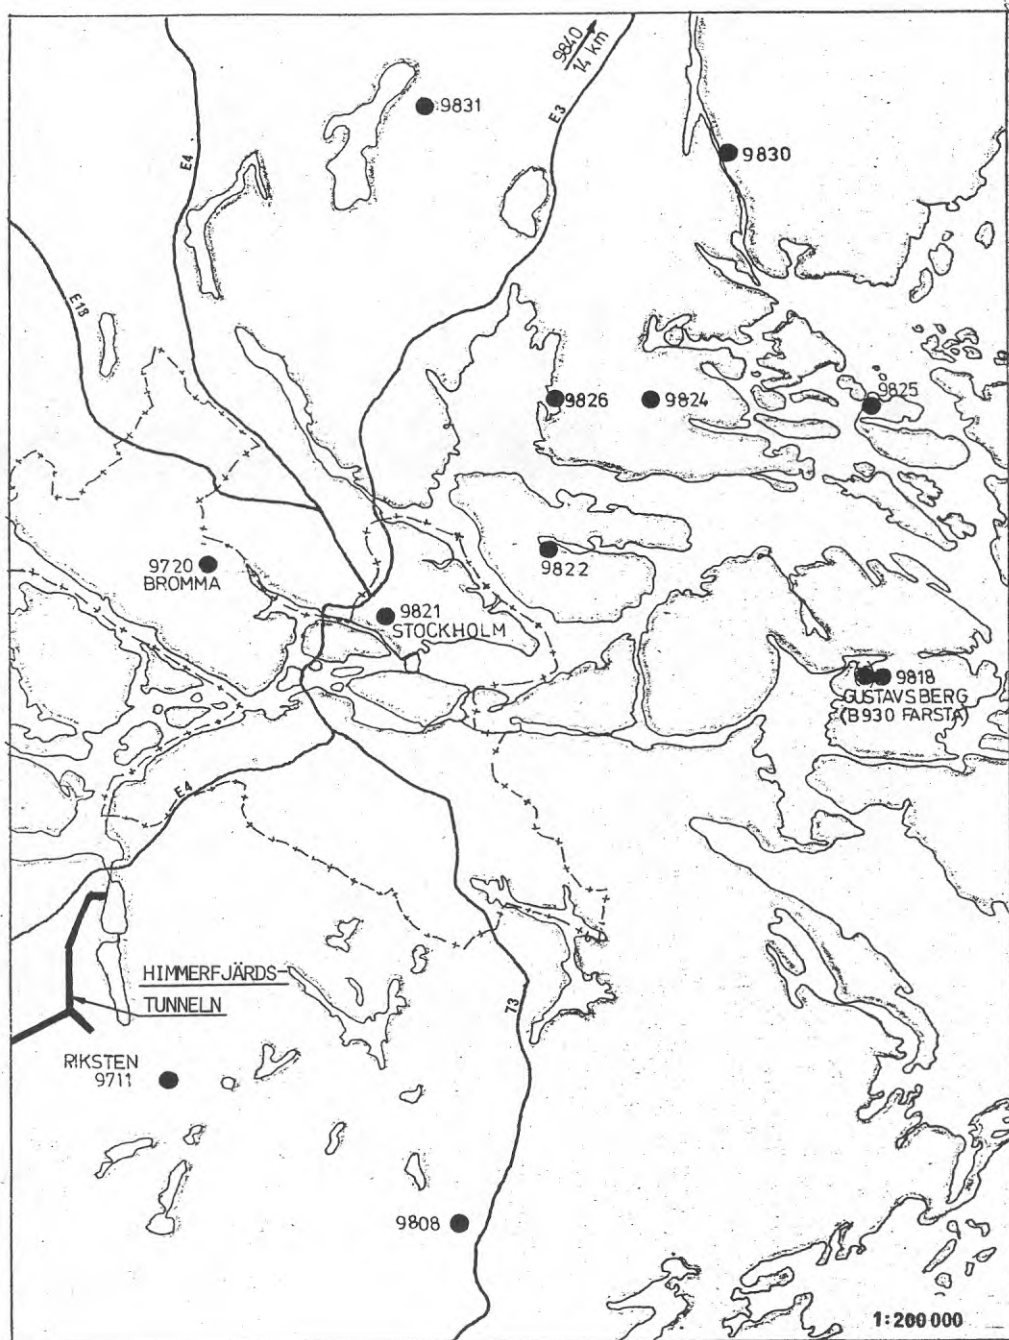 9840
14 km
9831
E3
E4
9830
E18
9826
9824
9825
9720
BROMMA
9822
9821
STOCKHOLM
9818
GUSTAVSBERG
(B930 FARSTA)
E4
HIMMERFJÄRDS-
TUNNELN
73
RIKSTEN
9711
9808
1:200 000